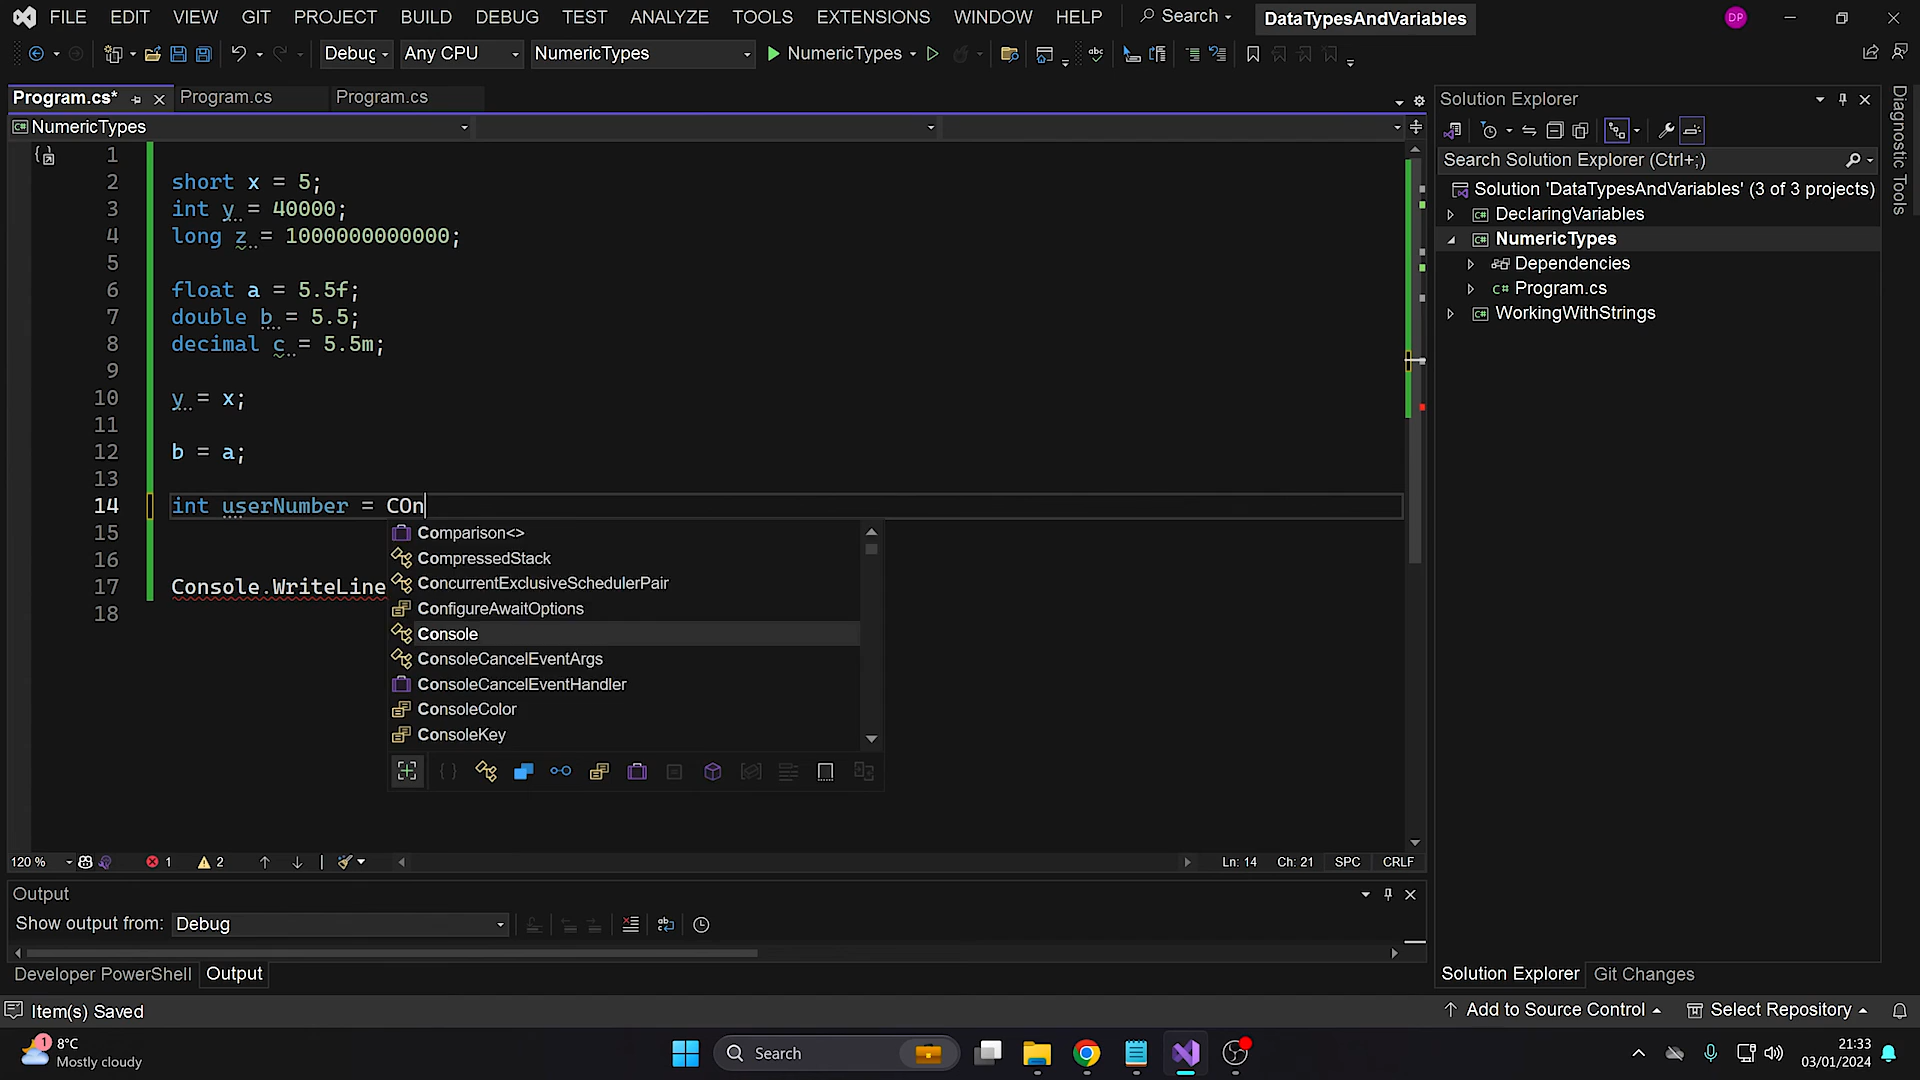 FILE EDIT VIEW GIT PROJECT BUILD DEBUG TEST ANALYZE TOOLS EXTENSIONS WINDOW HELP Search DataTypesAndVariables DP
Debug Any CPU NumericTypes NumericTypes
Program.cs* Program.cs Program.cs
NumericTypes
1
2 short x = 5;
3 int y = 40000;
4 long z = 1000000000000;
5
6 float a = 5.5f;
7 double b = 5.5;
8 decimal c = 5.5m;
9
10 y = x;
11
12 b = a;
13
14 int userNumber = COn
15
16
17 Console.WriteLine
18
Comparison<>
CompressedStack
ConcurrentExclusiveSchedulerPair
ConfigureAwaitOptions
Console
ConsoleCancelEventArgs
ConsoleCancelEventHandler
ConsoleColor
ConsoleKey
120 % 1 2 Ln: 14 Ch: 21 SPC CRLF
Output
Show output from: Debug
Developer PowerShell Output
Solution Explorer
Search Solution Explorer (Ctrl+;)
Solution 'DataTypesAndVariables' (3 of 3 projects)
DeclaringVariables
NumericTypes
Dependencies
C# Program.cs
WorkingWithStrings
Solution Explorer Git Changes
Diagnostic Tools
Item(s) Saved Add to Source Control Select Repository
1 8°C
Mostly cloudy
Search
21:33
03/01/2024